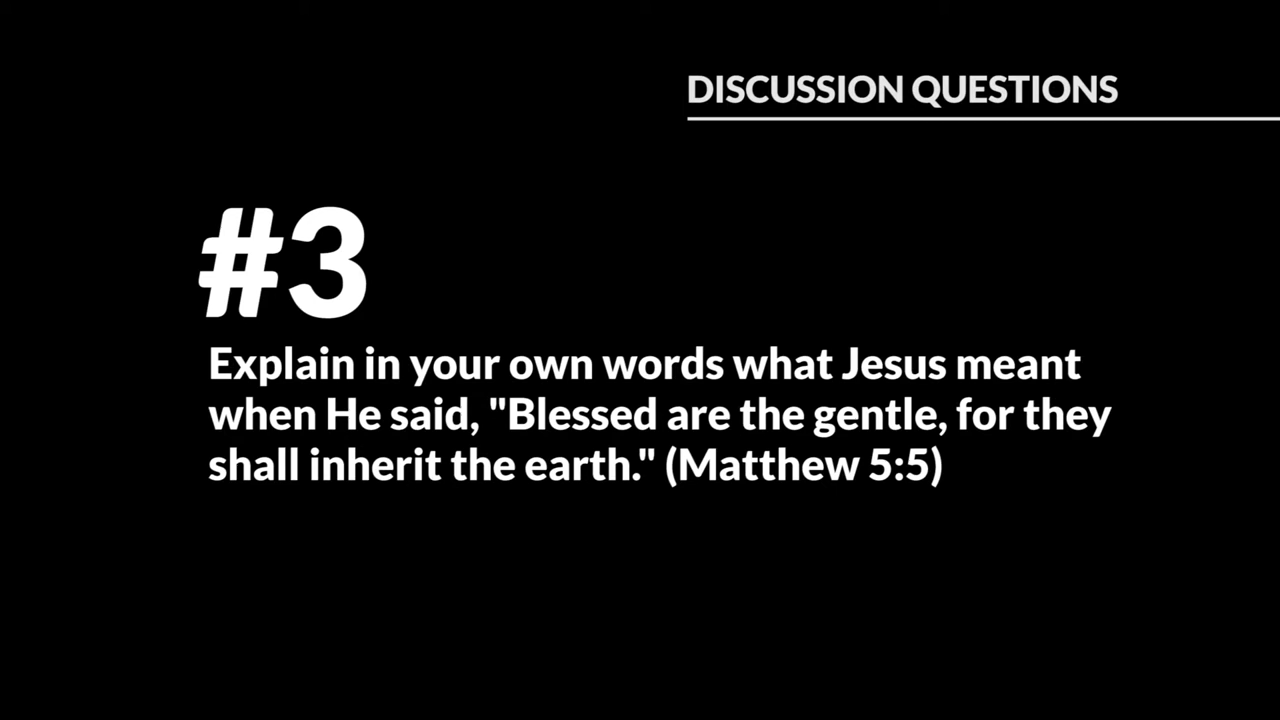 DISCUSSION QUESTIONS
#3
Explain in your own words what Jesus meant
when He said, "Blessed are the gentle, for they
shall inherit the earth." (Matthew 5:5)